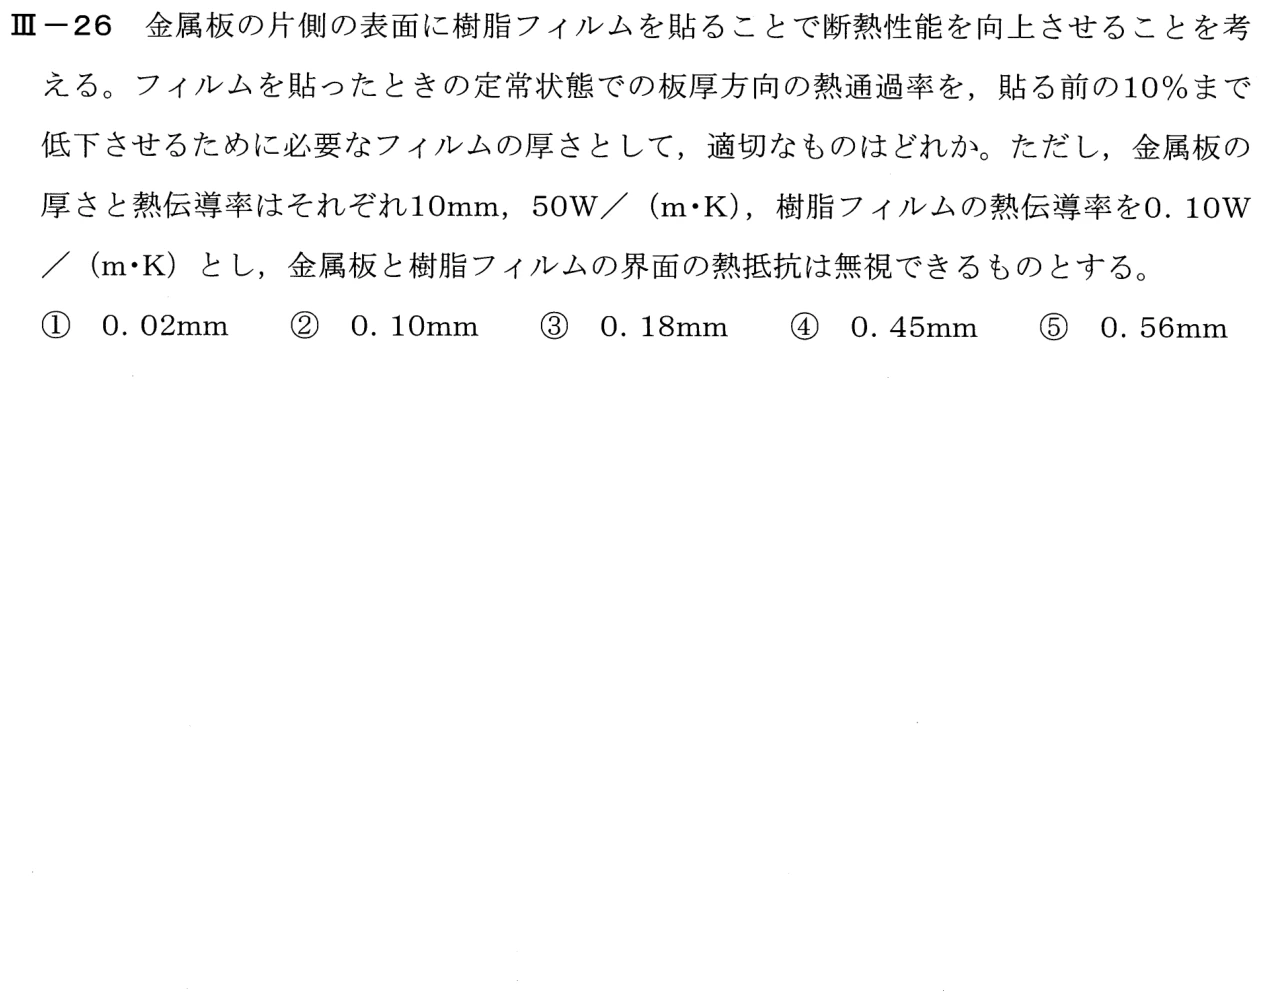 Ⅲ－26　金属板の片側の表面に樹脂フィルムを貼ることで断熱性能を向上させることを考
える。フィルムを貼ったときの定常状態での板厚方向の熱通過率を，貼る前の10％まで
低下させるために必要なフィルムの厚さとして，適切なものはどれか。ただし，金属板の
厚さと熱伝導率はそれぞれ10mm，50W／（m・K），樹脂フィルムの熱伝導率を0．10W
／（m・K）とし，金属板と樹脂フィルムの界面の熱抵抗は無視できるものとする。
①　0．02mm　②　0．10mm　③　0．18mm　④　0．45mm　⑤　0．56mm